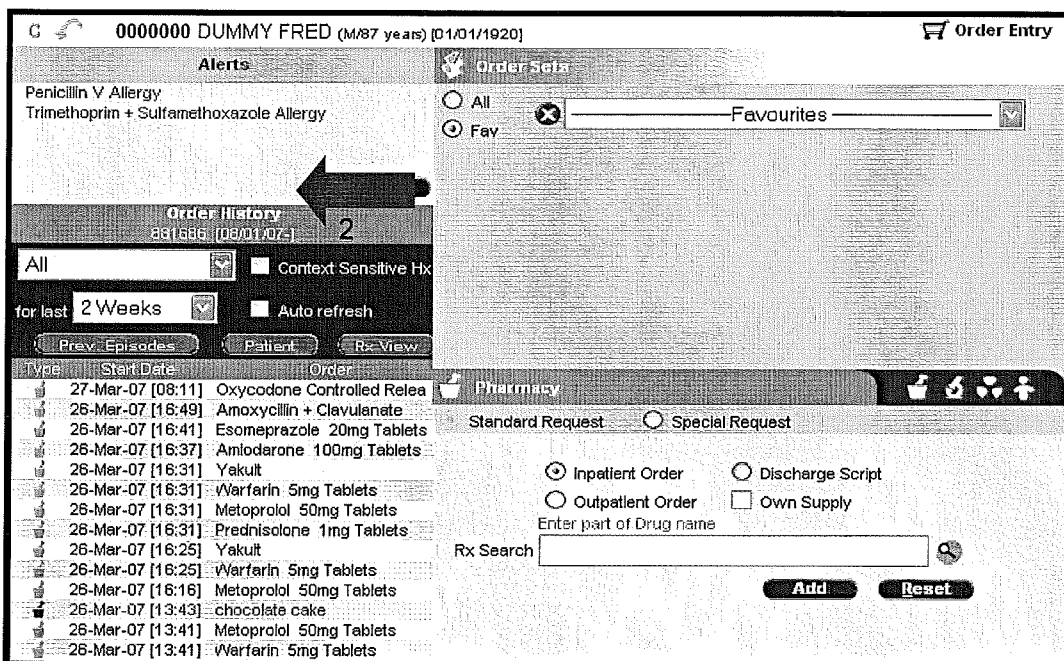 0000000 DUMMY FRED (M/87 years) [01/01/1920]
Order Entry
Alerts
Penicillin V Allergy
Trimethoprim + Sulfamethoxazole Allergy
Order Sets
All
Fav
Favourites
2
Order History
881686 [08/01/07-]
All
Context Sensitive Hx
for last 2 Weeks
Auto refresh
Prev. Episodes Patient Rx View
Type Start Date Order
27-Mar-07 [08:11] Oxycodone Controlled Relea
26-Mar-07 [16:49] Amoxycillin + Clavulanate
26-Mar-07 [16:41] Esomeprazole 20mg Tablets
26-Mar-07 [16:37] Amiodarone 100mg Tablets
26-Mar-07 [16:31] Yakult
26-Mar-07 [16:31] Warfarin 5mg Tablets
26-Mar-07 [16:31] Metoprolol 50mg Tablets
26-Mar-07 [16:31] Prednisolone 1mg Tablets
26-Mar-07 [16:25] Yakult
26-Mar-07 [16:25] Warfarin 5mg Tablets
26-Mar-07 [16:16] Metoprolol 50mg Tablets
26-Mar-07 [13:43] chocolate cake
26-Mar-07 [13:41] Metoprolol 50mg Tablets
26-Mar-07 [13:41] Warfarin 5mg Tablets
Pharmacy
Standard Request Special Request
Inpatient Order Discharge Script
Outpatient Order Own Supply
Enter part of Drug name
Rx Search
Add Reset